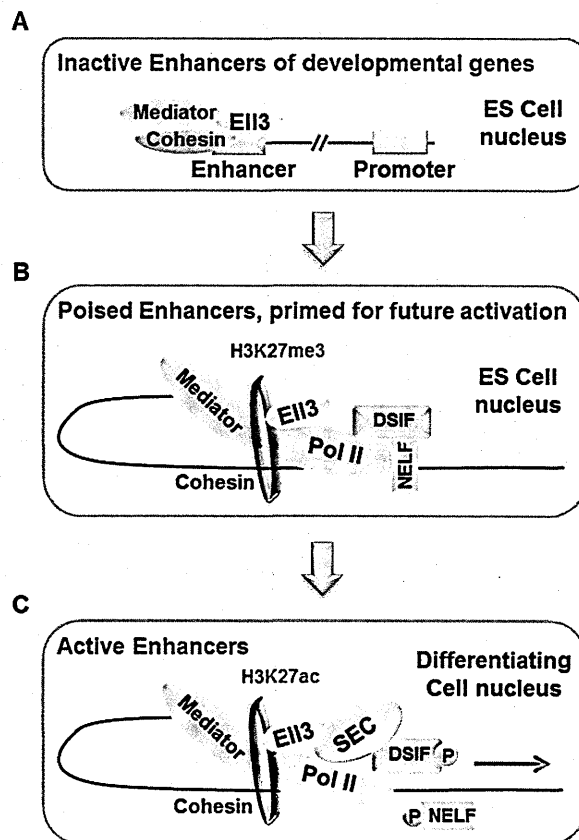 A
Inactive Enhancers of developmental genes
Mediator
Ell3
Cohesin
Enhancer
Promoter
ES Cell
nucleus
B
Poised Enhancers, primed for future activation
H3K27me3
ES Cell
nucleus
Mediator
Ell3
DSIF
Pol II
NELF
Cohesin
C
Active Enhancers
H3K27ac
Differentiating
Cell nucleus
Mediator
Ell3
SEC
DSIF
P
Pol II
Cohesin
P
NELF